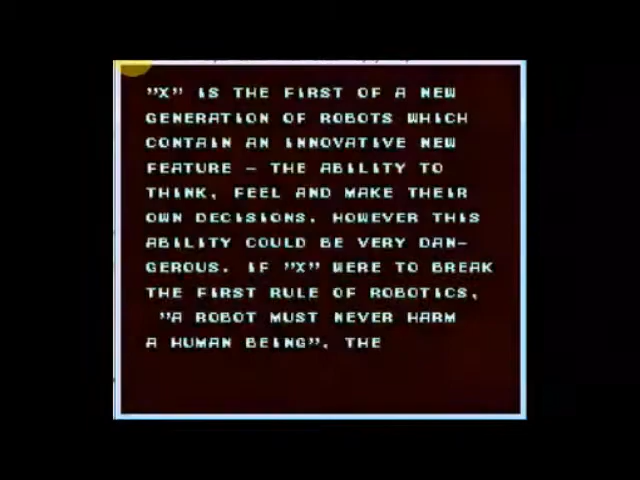 "X" IS THE FIRST OF A NEW
GENERATION OF ROBOTS WHICH
CONTAIN AN INNOVATIVE NEW
FEATURE – THE ABILITY TO
THINK, FEEL AND MAKE THEIR
OWN DECISIONS. HOWEVER THIS
ABILITY COULD BE VERY DAN-
GEROUS. IF "X" WERE TO BREAK
THE FIRST RULE OF ROBOTICS,
"A ROBOT MUST NEVER HARM
A HUMAN BEING", THE